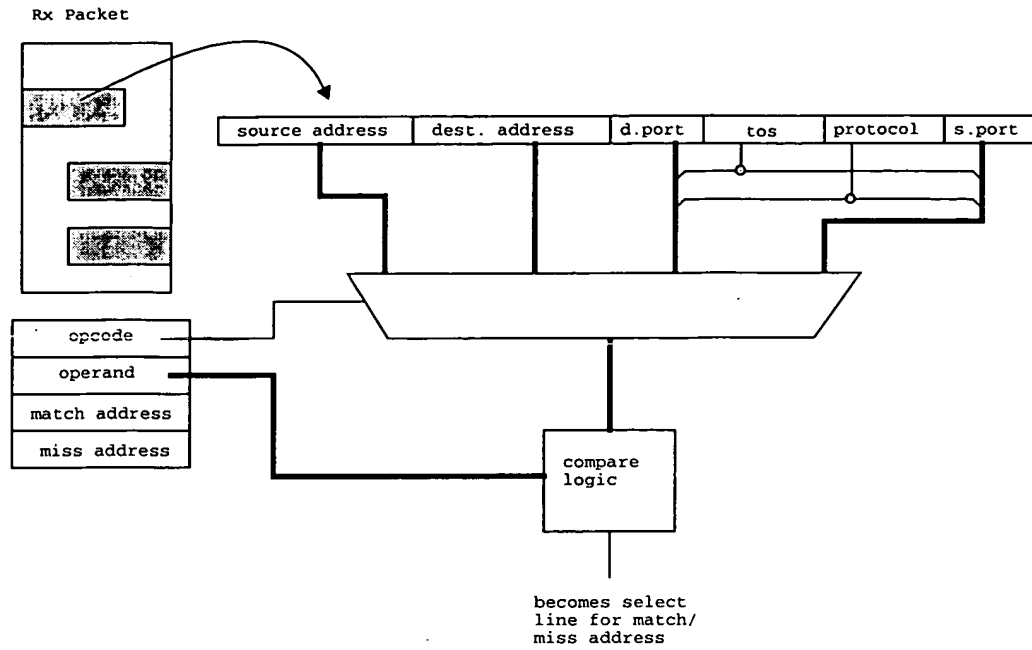 Rx Packet
source address dest. address d.port tos protocol s.port
opcode
operand
match address
miss address
compare
logic
becomes select
line for match/
miss address